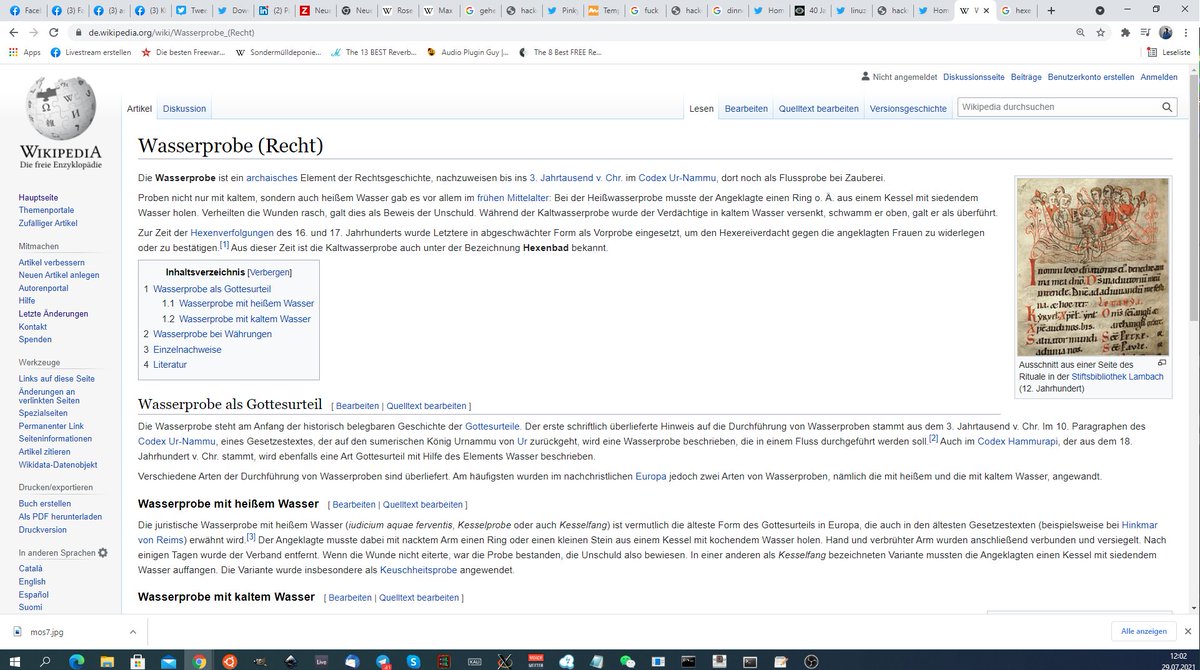 Facel
(3) Fa
(3) a
(3) Kl
Twee
Dow
(2) P
Neue
Neue
Rose
Max
gehe
hack
Pinky
Temp
fuck
hack
dinne
Hom
40 Ja
linux
hack
Hom
V
hexe
de.wikipedia.org/wiki/Wasserprobe_(Recht)
Apps
Livestream erstellen
Die besten Freewar...
Sondermülldeponie...
The 13 BEST Reverb...
Audio Plugin Guy |...
The 8 Best FREE Re...
Leseliste
Nicht angemeldet Diskussionsseite Beiträge Benutzerkonto erstellen Anmelden
Artikel Diskussion
Lesen Bearbeiten Quelltext bearbeiten Versionsgeschichte
Wikipedia durchsuchen
WIKIPEDIA
Die freie Enzyklopädie
Hauptseite
Themenportale
Zufälliger Artikel
Mitmachen
Artikel verbessern
Neuen Artikel anlegen
Autorenportal
Hilfe
Letzte Änderungen
Kontakt
Spenden
Werkzeuge
Links auf diese Seite
Änderungen an
verlinkten Seiten
Spezialseiten
Permanenter Link
Seiteninformationen
Artikel zitieren
Wikidata-Datenobjekt
Drucken/exportieren
Buch erstellen
Als PDF herunterladen
Druckversion
In anderen Sprachen
Català
English
Español
Suomi
Wasserprobe (Recht)
Die Wasserprobe ist ein archaisches Element der Rechtsgeschichte, nachzuweisen bis ins 3. Jahrtausend v. Chr. im Codex Ur-Nammu, dort noch als Flussprobe bei Zauberei.
Proben nicht nur mit kaltem, sondern auch heißem Wasser gab es vor allem im frühen Mittelalter: Bei der Heißwasserprobe musste der Angeklagte einen Ring o. Ä. aus einem Kessel mit siedendem
Wasser holen. Verheilten die Wunden rasch, galt dies als Beweis der Unschuld. Während der Kaltwasserprobe wurde der Verdächtige in kaltem Wasser versenkt, schwamm er oben, galt er als überführt.
Zur Zeit der Hexenverfolgungen des 16. und 17. Jahrhunderts wurde Letztere in abgeschwächter Form als Vorprobe eingesetzt, um den Hexereiverdacht gegen die angeklagten Frauen zu widerlegen
oder zu bestätigen.[1] Aus dieser Zeit ist die Kaltwasserprobe auch unter der Bezeichnung Hexenbad bekannt.
Inhaltsverzeichnis [Verbergen]
1 Wasserprobe als Gottesurteil
1.1 Wasserprobe mit heißem Wasser
1.2 Wasserprobe mit kaltem Wasser
2 Wasserprobe bei Währungen
3 Einzelnachweise
4 Literatur
Ausschnitt aus einer Seite des
Rituale in der Stiftsbibliothek Lambach
(12. Jahrhundert)
Wasserprobe als Gottesurteil [ Bearbeiten | Quelltext bearbeiten ]
Die Wasserprobe steht am Anfang der historisch belegbaren Geschichte der Gottesurteile. Der erste schriftlich überlieferte Hinweis auf die Durchführung von Wasserproben stammt aus dem 3. Jahrtausend v. Chr. Im 10. Paragraphen des
Codex Ur-Nammu, eines Gesetzestextes, der auf den sumerischen König Urnammu von Ur zurückgeht, wird eine Wasserprobe beschrieben, die in einem Fluss durchgeführt werden soll.[2] Auch im Codex Hammurapi, der aus dem 18.
Jahrhundert v. Chr. stammt, wird ebenfalls eine Art Gottesurteil mit Hilfe des Elements Wasser beschrieben.
Verschiedene Arten der Durchführung von Wasserproben sind überliefert. Am häufigsten wurden im nachchristlichen Europa jedoch zwei Arten von Wasserproben, nämlich die mit heißem und die mit kaltem Wasser, angewandt.
Wasserprobe mit heißem Wasser [ Bearbeiten | Quelltext bearbeiten ]
Die juristische Wasserprobe mit heißem Wasser (iudicium aquae ferventis, Kesselprobe oder auch Kesselfang) ist vermutlich die älteste Form des Gottesurteils in Europa, die auch in den ältesten Gesetzestexten (beispielsweise bei Hinkmar
von Reims) erwähnt wird.[3] Der Angeklagte musste dabei mit nacktem Arm einen Ring oder einen kleinen Stein aus einem Kessel mit kochendem Wasser holen. Hand und verbrühter Arm wurden anschließend verbunden und versiegelt. Nach
einigen Tagen wurde der Verband entfernt. Wenn die Wunde nicht eiterte, war die Probe bestanden, die Unschuld also bewiesen. In einer anderen als Kesselfang bezeichneten Variante mussten die Angeklagten einen Kessel mit siedendem
Wasser auffangen. Die Variante wurde insbesondere als Keuschheitsprobe angewendet.
Wasserprobe mit kaltem Wasser [ Bearbeiten | Quelltext bearbeiten ]
mos7.jpg
Alle anzeigen
12:02
29.07.2021